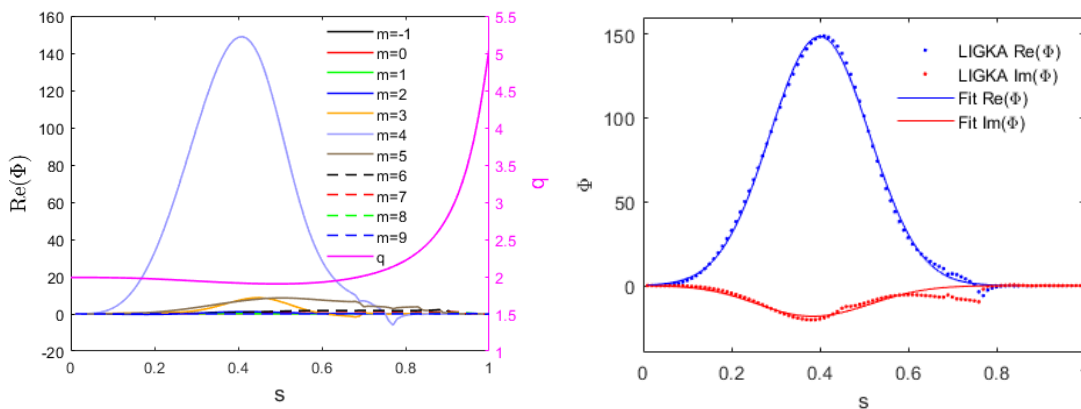 160
140
120
100
80
60
40
20
0
-20
Re(Φ)
0
0.2
0.4
0.6
0.8
1
s
m=-1
m=0
m=1
m=2
m=3
m=4
m=5
m=6
m=7
m=8
m=9
q
5.5
5
4.5
4
3.5
3
2.5
2
1.5
1
q
150
100
50
0
Φ
0
0.2
0.4
0.6
0.8
1
s
LIGKA Re(Φ)
LIGKA Im(Φ)
Fit Re(Φ)
Fit Im(Φ)